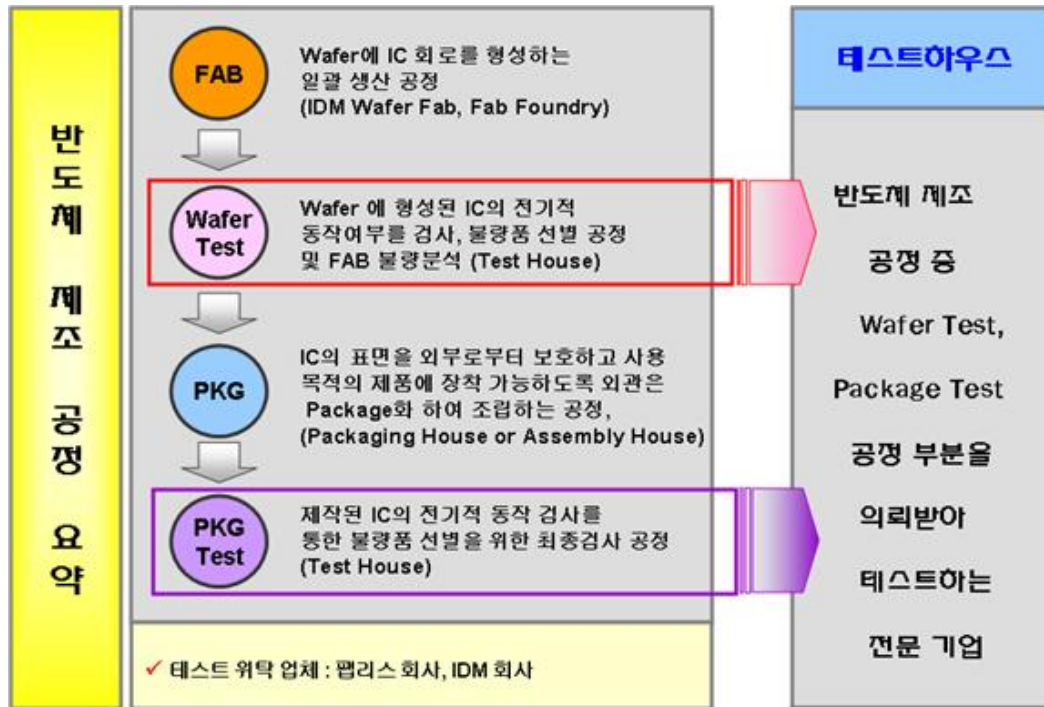 반도체 제조 공정 요약
FAB
Wafer에 IC 회로를 형성하는
일괄 생산 공정
(IDM Wafer Fab, Fab Foundry)
Wafer
Test
Wafer 에 형성된 IC의 전기적
동작여부를 검사, 불량품 선별 공정
및 FAB 불량분석 (Test House)
PKG
IC의 표면을 외부로부터 보호하고 사용
목적의 제품에 장착 가능하도록 외관은
Package화 하여 조립하는 공정,
(Packaging House or Assembly House)
PKG
Test
제작된 IC의 전기적 동작 검사를
통한 불량품 선별을 위한 최종검사 공정
(Test House)
✓ 테스트 위탁 업체 : 팹리스 회사, IDM 회사
테스트하우스
반도체 제조
공정 중
Wafer Test,
Package Test
공정 부분을
의뢰받아
테스트하는
전문 기업